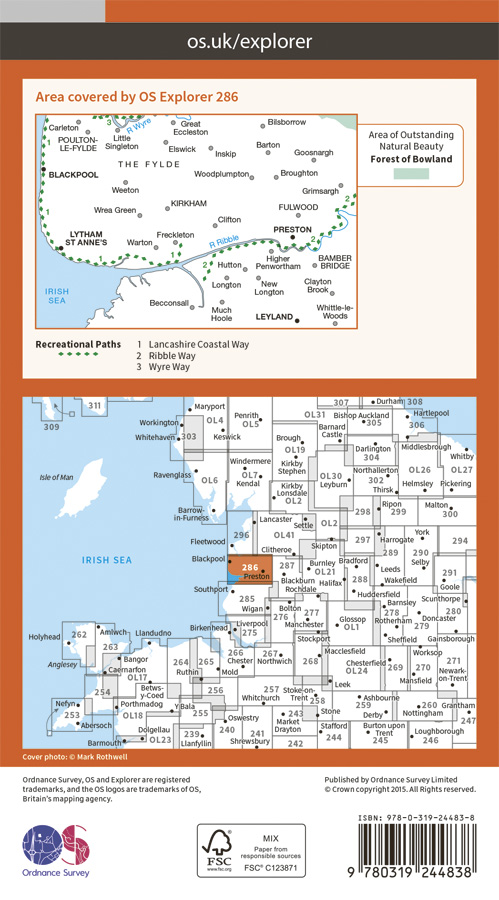 os.uk/explorer
Area covered by OS Explorer 286
Carleton
3
R Wyre
Great
Eccleston
Bilsborrow
POULTON-
LE-FYLDE
Little
Singleton
1
Elswick
Inskip
Barton
Goosnargh
THE FYLDE
BLACKPOOL
Woodplumpton
Broughton
Weeton
Grimsargh
2
Wrea Green
KIRKHAM
FULWOOD
1
Clifton
LYTHAM
ST ANNE'S
Freckleton
Warton
R Ribble
PRESTON
2
1
1
Higher
Penwortham
BAMBER
BRIDGE
2
Hutton
IRISH
SEA
Longton
New
Longton
Clayton
Brook
Becconsall
Much
Hoole
LEYLAND
Whittle-le-
Woods
Area of Outstanding
Natural Beauty
Forest of Bowland
Recreational Paths
1 Lancashire Coastal Way
2 Ribble Way
3 Wyre Way
309
311
Maryport
OL4
Penrith
OL5
OL31
307
Durham
308
Bishop Auckland
305
Hartlepool
306
Workington
303
Whitehaven
Keswick
Barnard
Castle
Brough
OL19
Darlington
304
Middlesbrough
Whitby
Isle of Man
Ravenglass
OL6
Windermere
OL7
Kendal
Kirkby
Stephen
OL30
Leyburn
Northallerton
302
Thirsk
OL26
Helmsley
OL27
Pickering
Kirkby
Lonsdale
OL2
Barrow-
in-Furness
Lancaster
Settle
OL2
298
Ripon
299
Malton
300
Fleetwood
296
OL41
Clitheroe
Skipton
297
Harrogate
289
York
290
Selby
294
IRISH SEA
Blackpool
286
Preston
287
Burnley
OL21
Bradford
288
Leeds
Wakefield
291
Goole
Southport
285
Blackburn
Rochdale
Halifax
Huddersfield
Scunthorpe
281
280
Wigan
Bolton
276
277
Manchester
Glossop
OL1
Barnsley
278
Rotherham
Doncaster
279
Sheffield
Gainsborough
Birkenhead
Liverpool
275
Stockport
Holyhead
262
Amlwch
263
Llandudno
Anglesey
Bangor
OL17
Caernarfon
264
Ruthin
265
266
Chester
Mold
267
Northwich
268
Macclesfield
OL24
Chesterfield
269
Worksop
270
Mansfield
271
Newark-
on-Trent
Leek
254
Betws-
y-Coed
256
257
Whitchurch
Stoke-on-
Trent
258
Stone
Ashbourne
259
Derby
260
Nottingham
Grantham
247
Nefyn
253
Abersoch
Porthmadog
OL18
Y Bala
255
Oswestry
240
243
Market
Drayton
Stafford
244
Burton upon
Trent
245
Loughborough
246
Barmouth
Dolgellau
OL23
239
Llanfyllin
241
Shrewsbury
242
Cover photo: © Mark Rothwell
Ordnance Survey, OS and Explorer are registered
trademarks, and the OS logos are trademarks of OS,
Britain's mapping agency.
Published by Ordnance Survey Limited
© Crown copyright 2015. All Rights reserved.
OS
Ordnance Survey
FSC
www.fsc.org
MIX
Paper from
responsible sources
FSC® C123871
ISBN: 978-0-319-24483-8
9 780319 244838